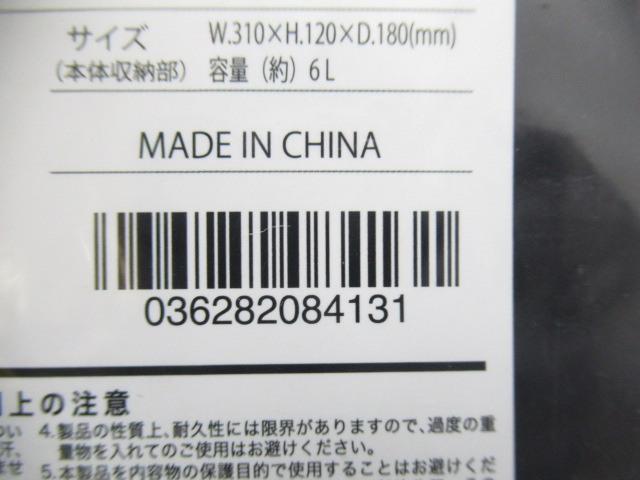 サイズ W.310×H.120×D.180(mm)
(本体収納部) 容量（約）6L
MADE IN CHINA
036282084131
上の注意
4.製品の性質上、耐久性には限界がありますので、過度の重
量物を入れてのご使用はお避けください。
汗、
5.本製品を内容物の保護目的で使用することはお避けくだ
ませ